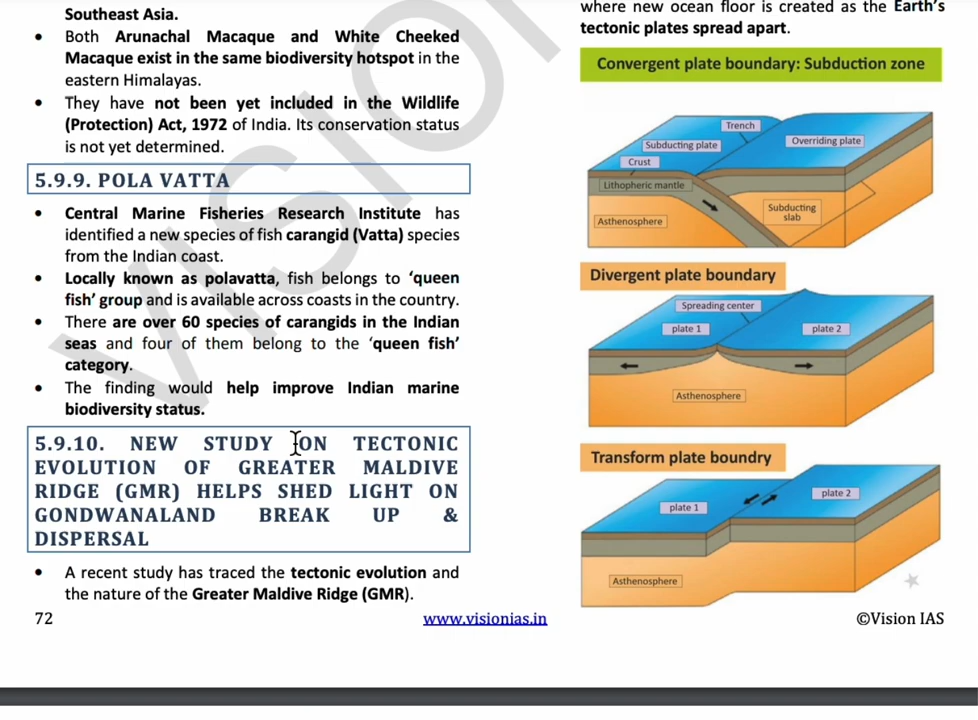 Southeast Asia.
• Both Arunachal Macaque and White Cheeked
Macaque exist in the same biodiversity hotspot in the
eastern Himalayas.
• They have not been yet included in the Wildlife
(Protection) Act, 1972 of India. Its conservation status
is not yet determined.
5.9.9. POLA VATTA
• Central Marine Fisheries Research Institute has
identified a new species of fish carangid (Vatta) species
from the Indian coast.
• Locally known as polavatta, fish belongs to ‘queen
fish’ group and is available across coasts in the country.
• There are over 60 species of carangids in the Indian
seas and four of them belong to the ‘queen fish’
category.
• The finding would help improve Indian marine
biodiversity status.
5.9.10. NEW STUDY ON TECTONIC
EVOLUTION OF GREATER MALDIVE
RIDGE (GMR) HELPS SHED LIGHT ON
GONDWANALAND BREAK UP &
DISPERSAL
• A recent study has traced the tectonic evolution and
the nature of the Greater Maldive Ridge (GMR).
where new ocean floor is created as the Earth’s
tectonic plates spread apart.
Convergent plate boundary: Subduction zone
Trench
Subducting plate
Overriding plate
Crust
Lithopheric mantle
Subducting
slab
Asthenosphere
Divergent plate boundary
Spreading center
plate 1
plate 2
Asthenosphere
Transform plate boundry
plate 2
plate 1
Asthenosphere
72
www.visionias.in
©Vision IAS
VISION